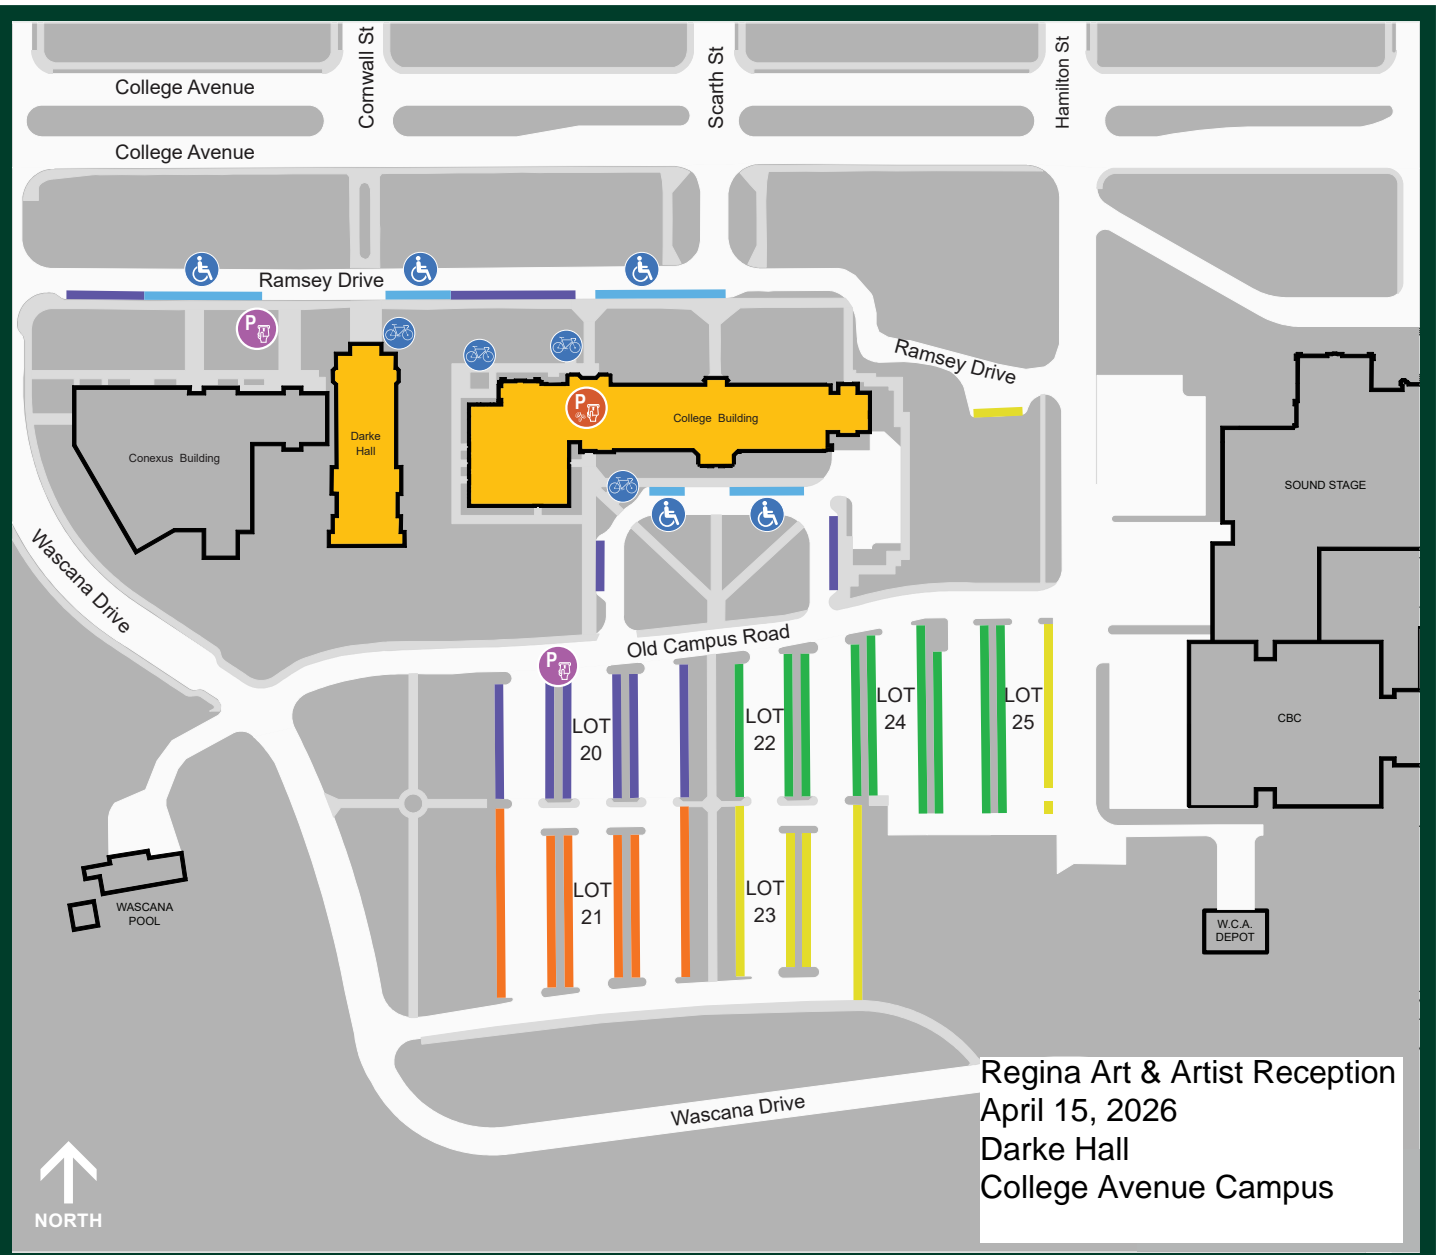 Cornwall St
Scarth St
Hamilton St
College Avenue
College Avenue
Ramsey Drive
P
Ramsey Drive
P
College Building
Darke
Hall
Conexus Building
SOUND STAGE
Wascana Drive
Old Campus Road
P
LOT
20
LOT
22
LOT
24
LOT
25
CBC
LOT
21
LOT
23
WASCANA
POOL
W.C.A.
DEPOT
Wascana Drive
Regina Art & Artist Reception
April 15, 2026
Darke Hall
College Avenue Campus
NORTH